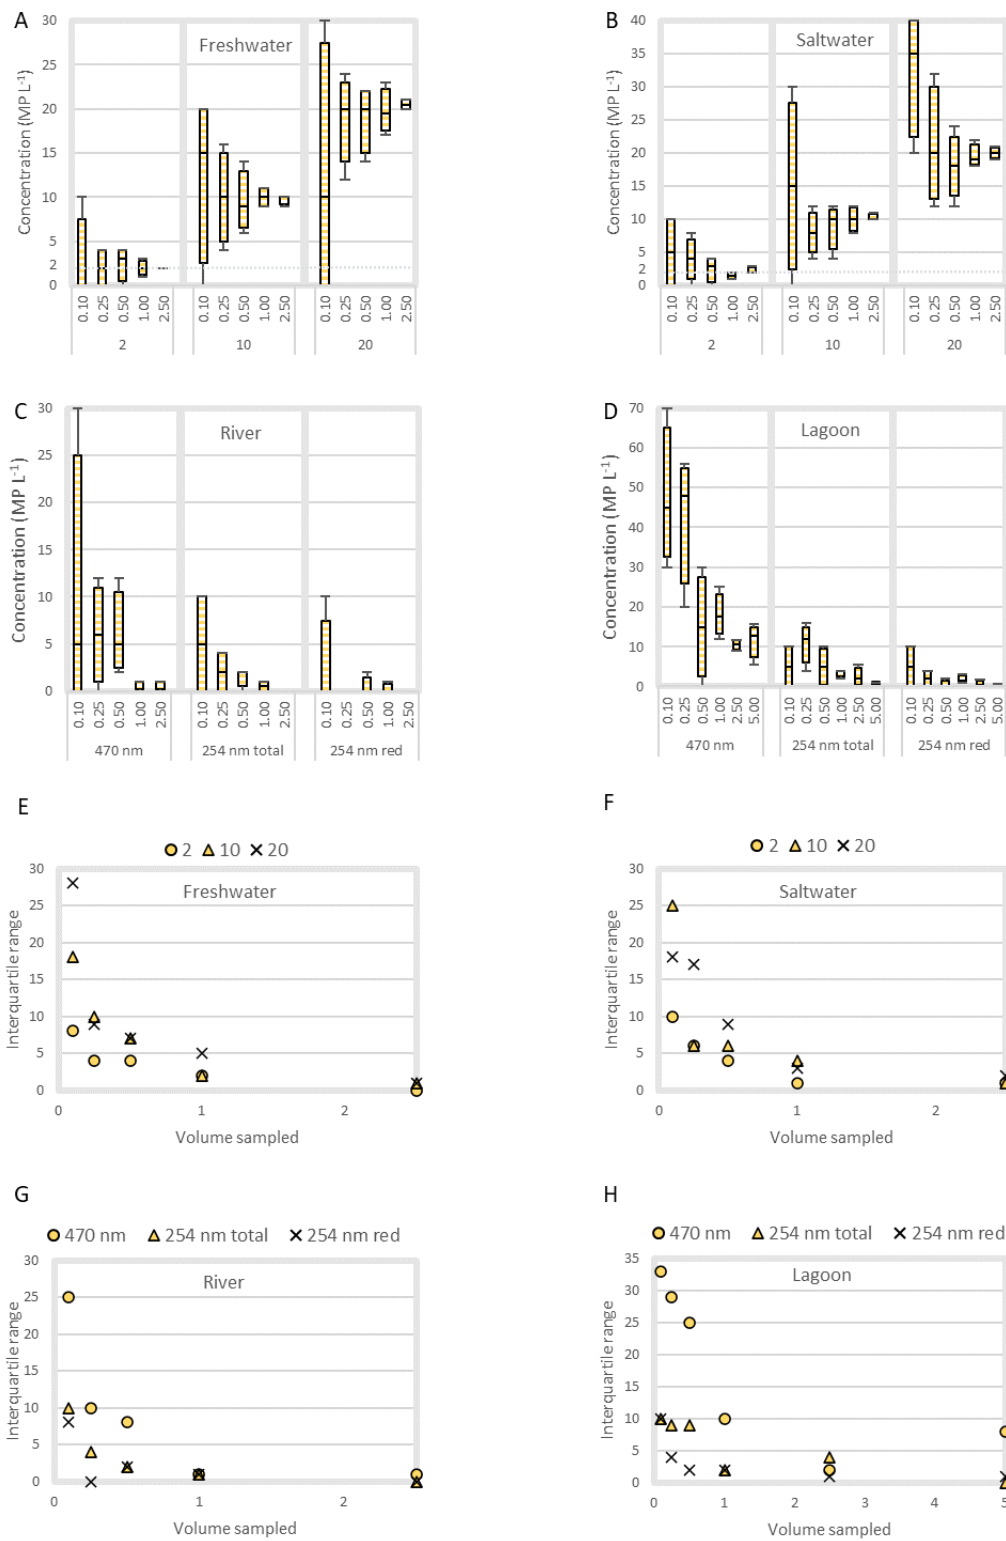 A
Freshwater
Concentration (MP L-1)
30
25
20
15
10
5
2
0
0.10 0.25 0.50 1.00 2.50 0.10 0.25 0.50 1.00 2.50 0.10 0.25 0.50 1.00 2.50
2 10 20
B
Saltwater
Concentration (MP L-1)
40
35
30
25
20
15
10
5
2
0
0.10 0.25 0.50 1.00 2.50 0.10 0.25 0.50 1.00 2.50 0.10 0.25 0.50 1.00 2.50
2 10 20
C
River
Concentration (MP L-1)
30
25
20
15
10
5
0
0.10 0.25 0.50 1.00 2.50 0.10 0.25 0.50 1.00 2.50 0.10 0.25 0.50 1.00 2.50
470 nm 254 nm total 254 nm red
D
Lagoon
Concentration (MP L-1)
70
60
50
40
30
20
10
0
0.10 0.25 0.50 1.00 2.50 5.00 0.10 0.25 0.50 1.00 2.50 5.00 0.10 0.25 0.50 1.00 2.50 5.00
470 nm 254 nm total 254 nm red
E
2 10 20
Freshwater
Interquartile range
30
25
20
15
10
5
0
0 1 2
Volume sampled
F
2 10 20
Saltwater
Interquartile range
30
25
20
15
10
5
0
0 1 2
Volume sampled
G
470 nm 254 nm total 254 nm red
River
Interquartile range
30
25
20
15
10
5
0
0 1 2
Volume sampled
H
470 nm 254 nm total 254 nm red
Lagoon
Interquartile range
35
30
25
20
15
10
5
0
0 1 2 3 4 5
Volume sampled